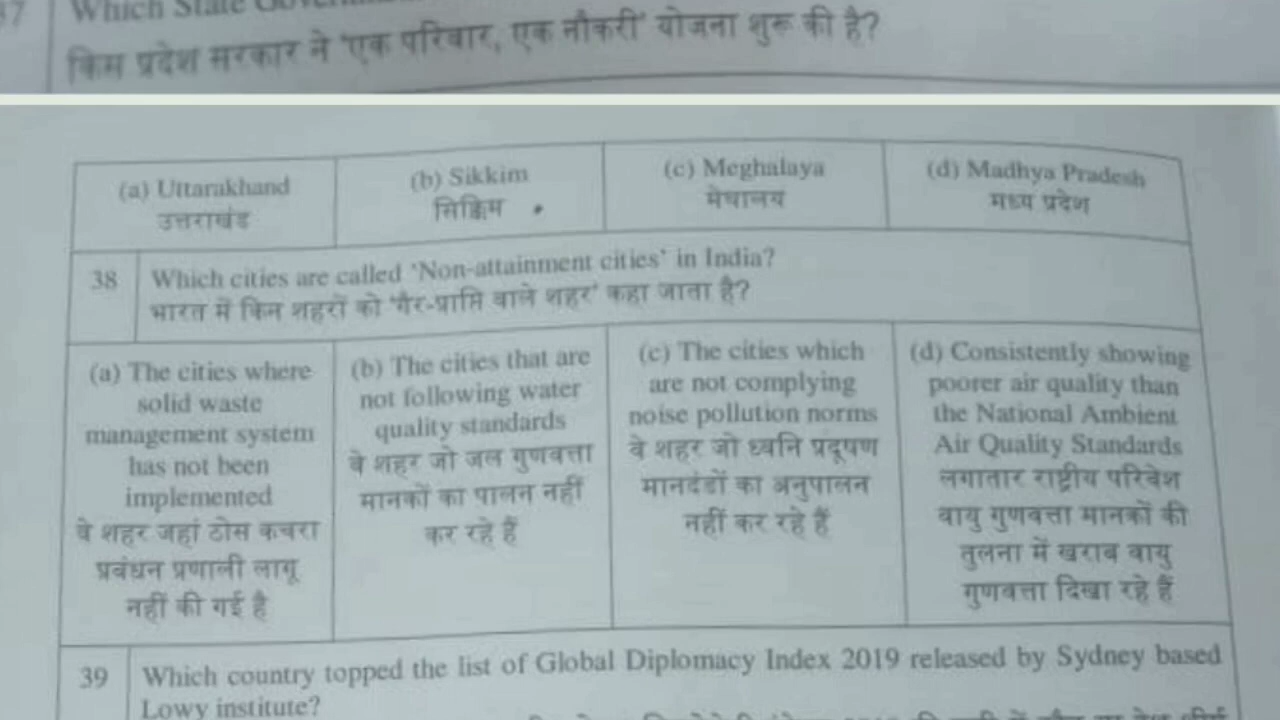 37 Which State
किस प्रदेश सरकार ने 'एक परिवार, एक नौकरी' योजना शुरू की है?
(a) Uttarakhand
उत्तराखंड
(b) Sikkim
सिक्किम
(c) Meghalaya
मेघालय
(d) Madhya Pradesh
मध्य प्रदेश
38 Which cities are called 'Non-attainment cities' in India?
भारत में किन शहरों को 'गैर-प्राप्ति वाले शहर' कहा जाता है?
(a) The cities where
solid waste
management system
has not been
implemented
वे शहर जहां ठोस कचरा
प्रबंधन प्रणाली लागू
नहीं की गई है
(b) The cities that are
not following water
quality standards
वे शहर जो जल गुणवत्ता
मानकों का पालन नहीं
कर रहे हैं
(c) The cities which
are not complying
noise pollution norms
वे शहर जो ध्वनि प्रदूषण
मानदंडों का अनुपालन
नहीं कर रहे हैं
(d) Consistently showing
poorer air quality than
the National Ambient
Air Quality Standards
लगातार राष्ट्रीय परिवेश
वायु गुणवत्ता मानकों की
तुलना में खराब वायु
गुणवत्ता दिखा रहे हैं
39 Which country topped the list of Global Diplomacy Index 2019 released by Sydney based
Lowy institute?